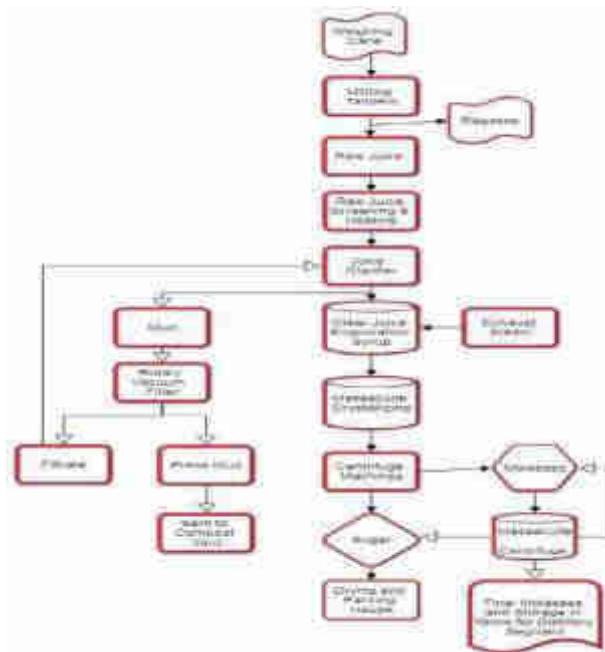 Weighing
Cane
Milling
Tandem
Bagasse
Raw Juice
Raw Juice
Screening &
Heating
Juice
Clarifier
Mud
Clear Juice
Evaporation
Syrup
Exhaust
Steam
Rotary
Vacuum
Filter
Massecuite
Crystallizing
Filtrate
Press Mud
Centrifuge
Machines
Molasses
Sent to
Compost
Yard
Sugar
Massecuite
Centrifuge
Drying and
Packing
House
Final Molasses
and Storage in
Tanks for Distillery
Segment